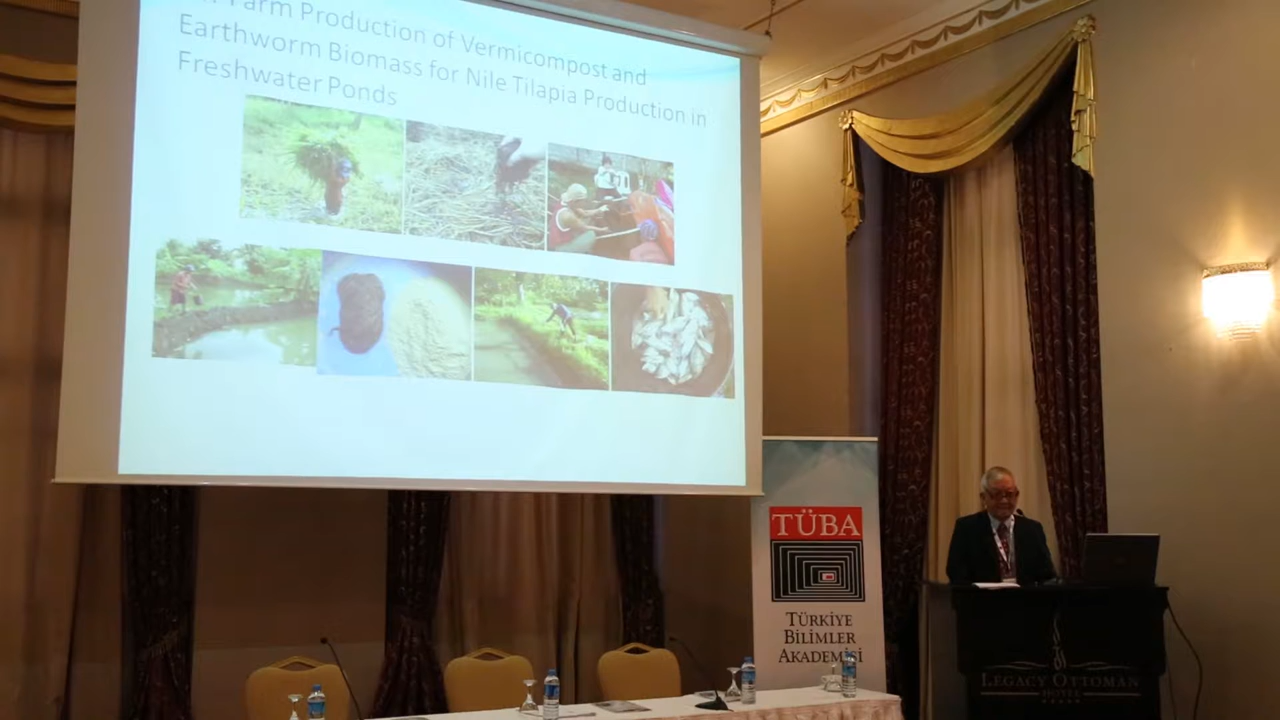 Farm Production of Vermicompost and
Earthworm Biomass for Nile Tilapia Production in
Freshwater Ponds
TÜBA
TÜRKİYE
BİLİMLER
AKADEMİSİ
LEGACY OTTOMAN
HOTEL